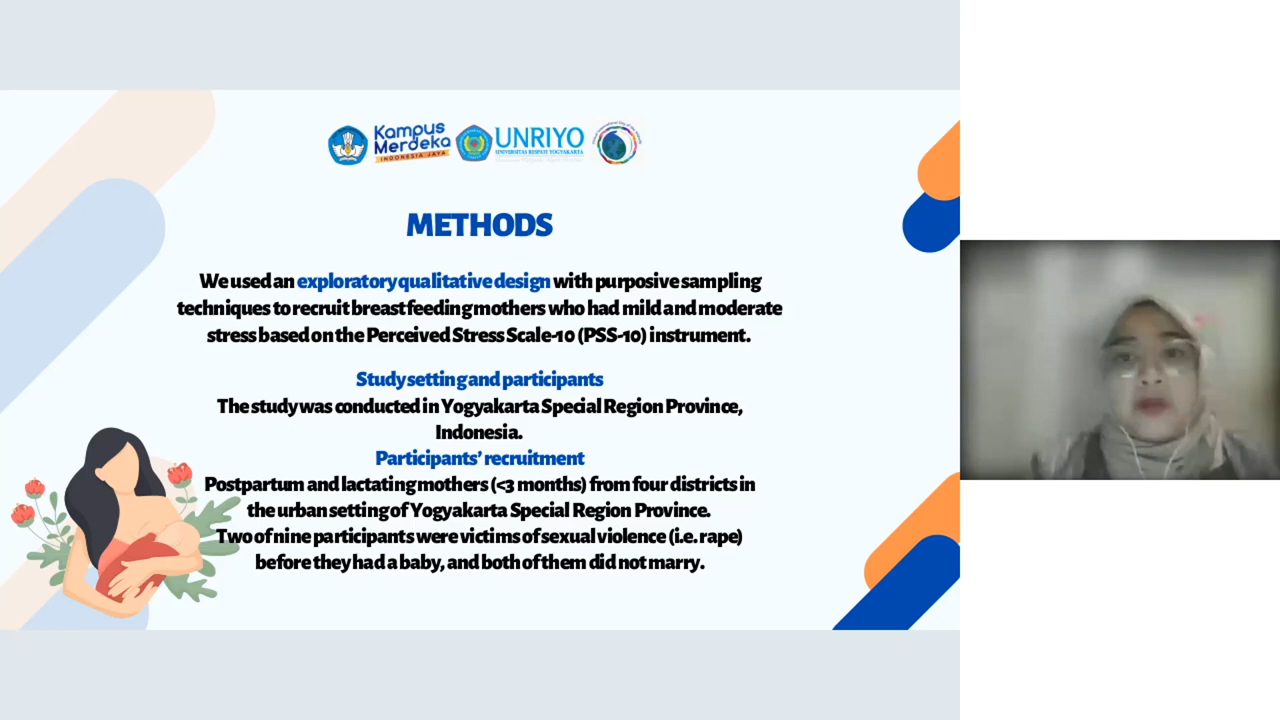 Kampus
Merdeka
INDONESIA JAYA
UNRIYO
UNIVERSITAS RESPATI YOGYAKARTA
METHODS
We used an exploratory qualitative design with purposive sampling
techniques to recruit breastfeeding mothers who had mild and moderate
stress based on the Perceived Stress Scale-10 (PSS-10) instrument.
Study setting and participants
The study was conducted in Yogyakarta Special Region Province,
Indonesia.
Participants’ recruitment
Postpartum and lactating mothers (<3 months) from four districts in
the urban setting of Yogyakarta Special Region Province.
Two of nine participants were victims of sexual violence (i.e. rape)
before they had a baby, and both of them did not marry.